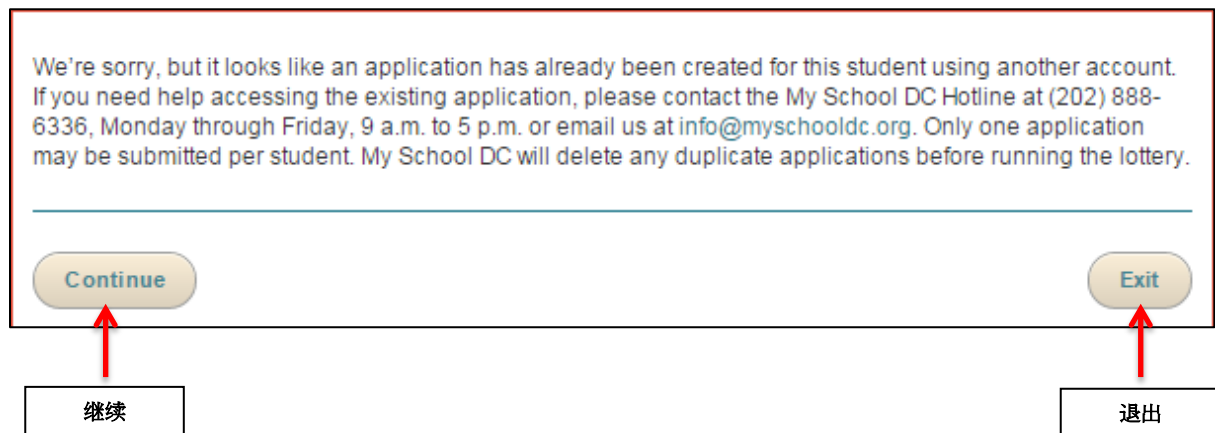 We're sorry, but it looks like an application has already been created for this student using another account.
If you need help accessing the existing application, please contact the My School DC Hotline at (202) 888-
6336, Monday through Friday, 9 a.m. to 5 p.m. or email us at info@myschooldc.org. Only one application
may be submitted per student. My School DC will delete any duplicate applications before running the lottery.
Continue Exit
继续 退出